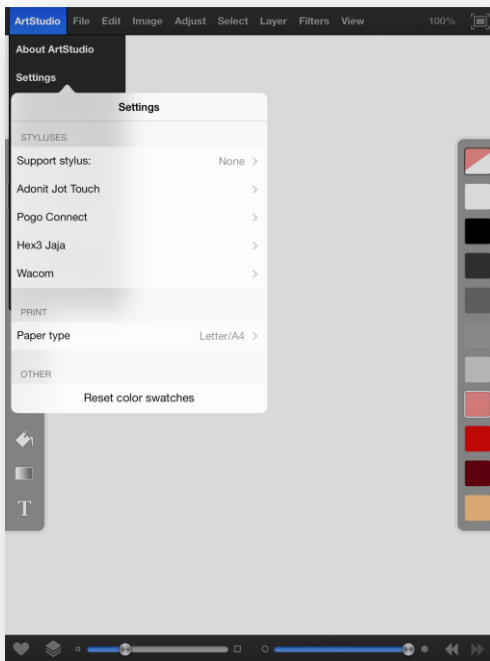 ArtStudio File Edit Image Adjust Select Layer Filters View 100%
About ArtStudio
Settings
Settings
STYLUSES
Support stylus: None
Adonit Jot Touch
Pogo Connect
Hex3 Jaja
Wacom
PRINT
Paper type Letter/A4
OTHER
Reset color swatches
T